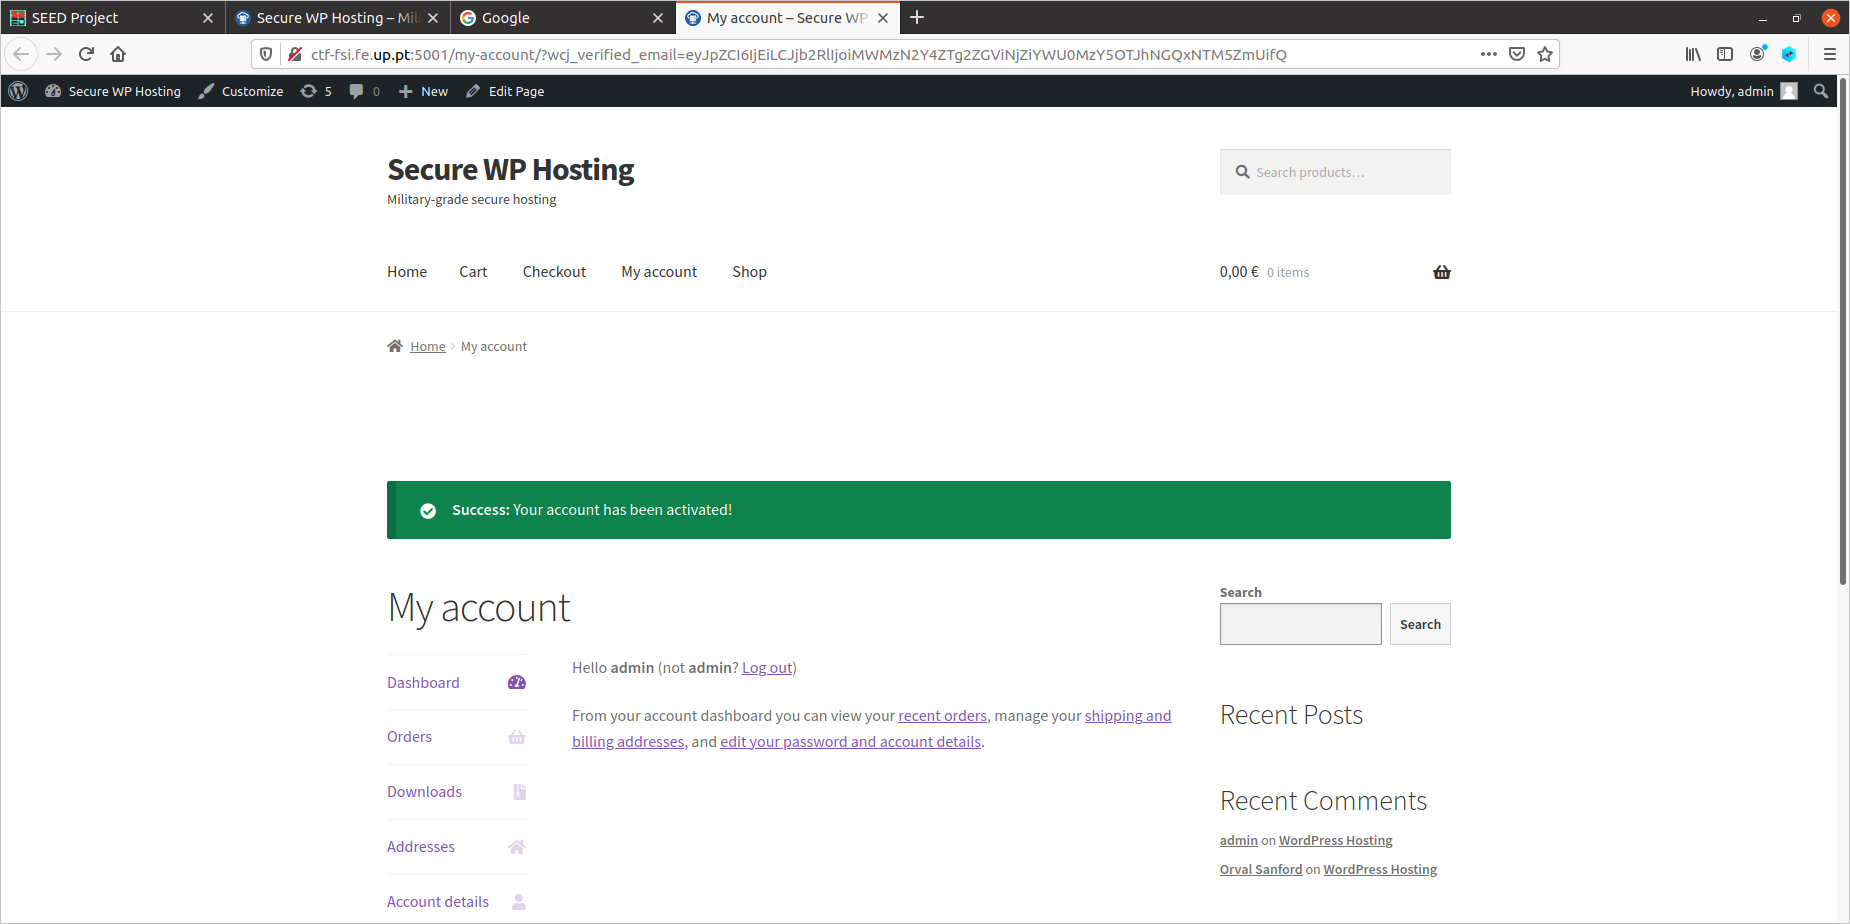 SEED Project
Secure WP Hosting – Mil
Google
My account – Secure WP
ctf-fsi.fe.up.pt:5001/my-account/?wcj_verified_email=eyJpZCI6IjEiLCJjb2RlIjoiMWMzN2Y4ZTg2ZGViNjZiYWU0MzY5OTJhNGQxNTM5ZmUifQ
Secure WP Hosting Customize 5 0 New Edit Page Howdy, admin
Secure WP Hosting
Military-grade secure hosting
Search products…
Home Cart Checkout My account Shop
0,00 € 0 items
Home My account
Success: Your account has been activated!
My account
Dashboard
Orders
Downloads
Addresses
Account details
Hello admin (not admin? Log out)
From your account dashboard you can view your recent orders, manage your shipping and
billing addresses, and edit your password and account details.
Search
Search
Recent Posts
Recent Comments
admin on WordPress Hosting
Orval Sanford on WordPress Hosting